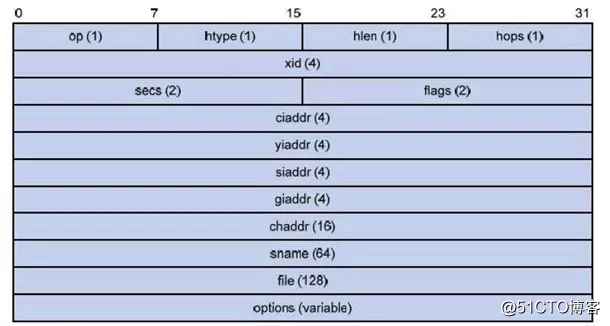 0 7 15 23 31
op (1) htype (1) hlen (1) hops (1)
xid (4)
secs (2) flags (2)
ciaddr (4)
yiaddr (4)
siaddr (4)
giaddr (4)
chaddr (16)
sname (64)
file (128)
options (variable)
@51CTO博客